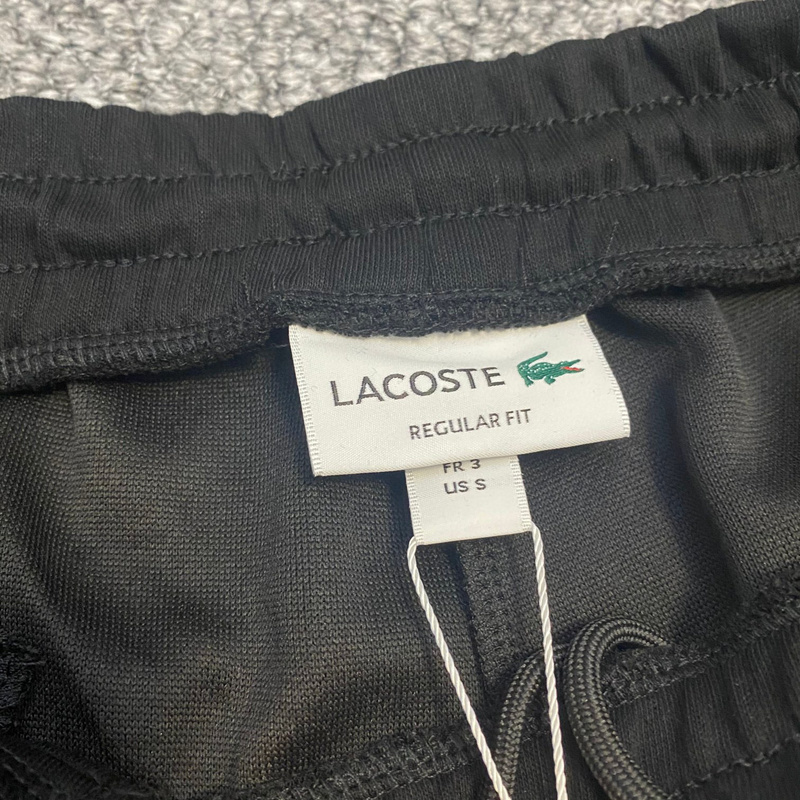 LACOSTE
REGULAR FIT
FR 3
US S